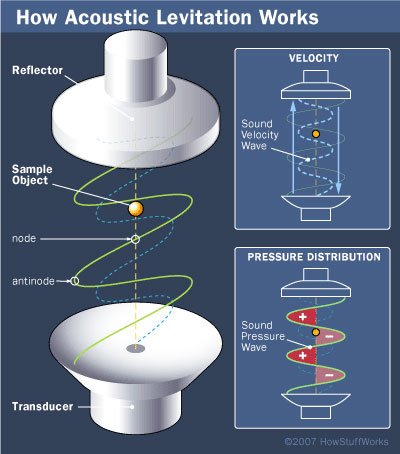 How Acoustic Levitation Works
Reflector
Sample
Object
node
antinode
Transducer
VELOCITY
Sound
Velocity
Wave
PRESSURE DISTRIBUTION
+
−
Sound
Pressure
Wave
+
−
©2007 HowStuffWorks